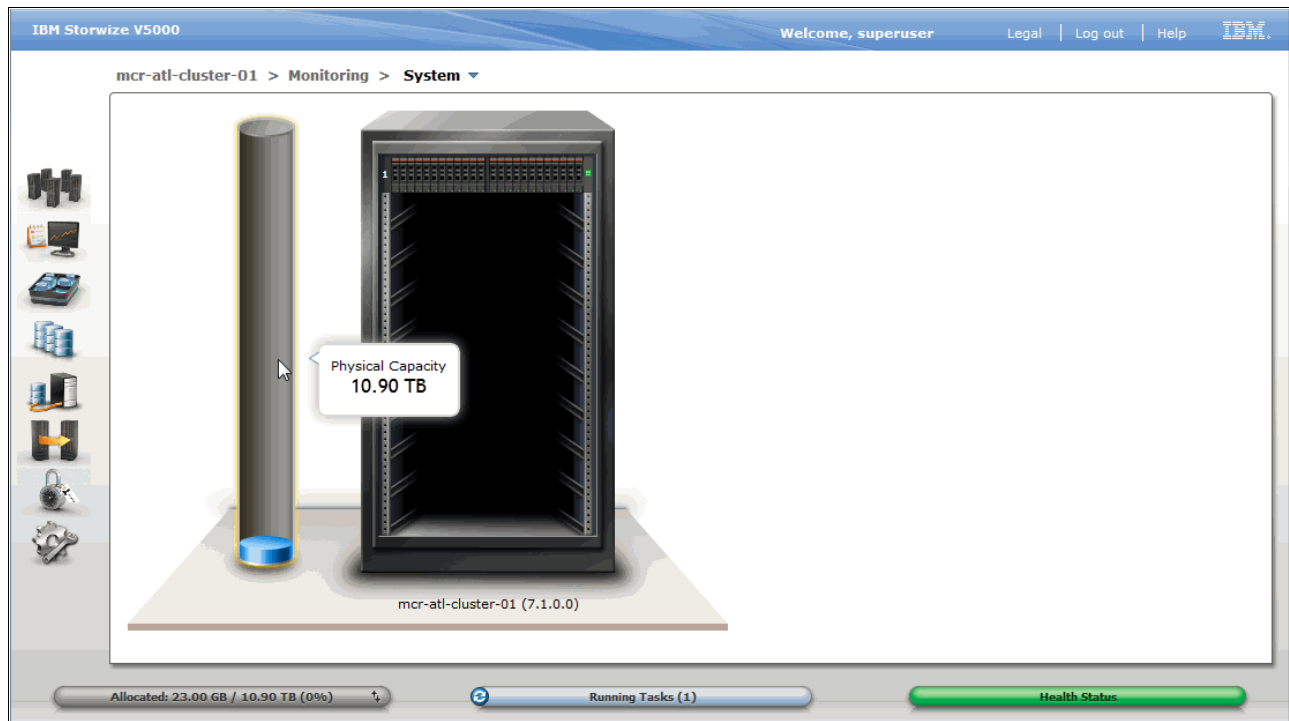 IBM Storwize V5000
Welcome, superuser
Legal | Log out | Help
IBM.
mcr-atl-cluster-01 > Monitoring > System
1
Physical Capacity
10.90 TB
mcr-atl-cluster-01 (7.1.0.0)
Allocated: 23.00 GB / 10.90 TB (0%)
Running Tasks (1)
Health Status